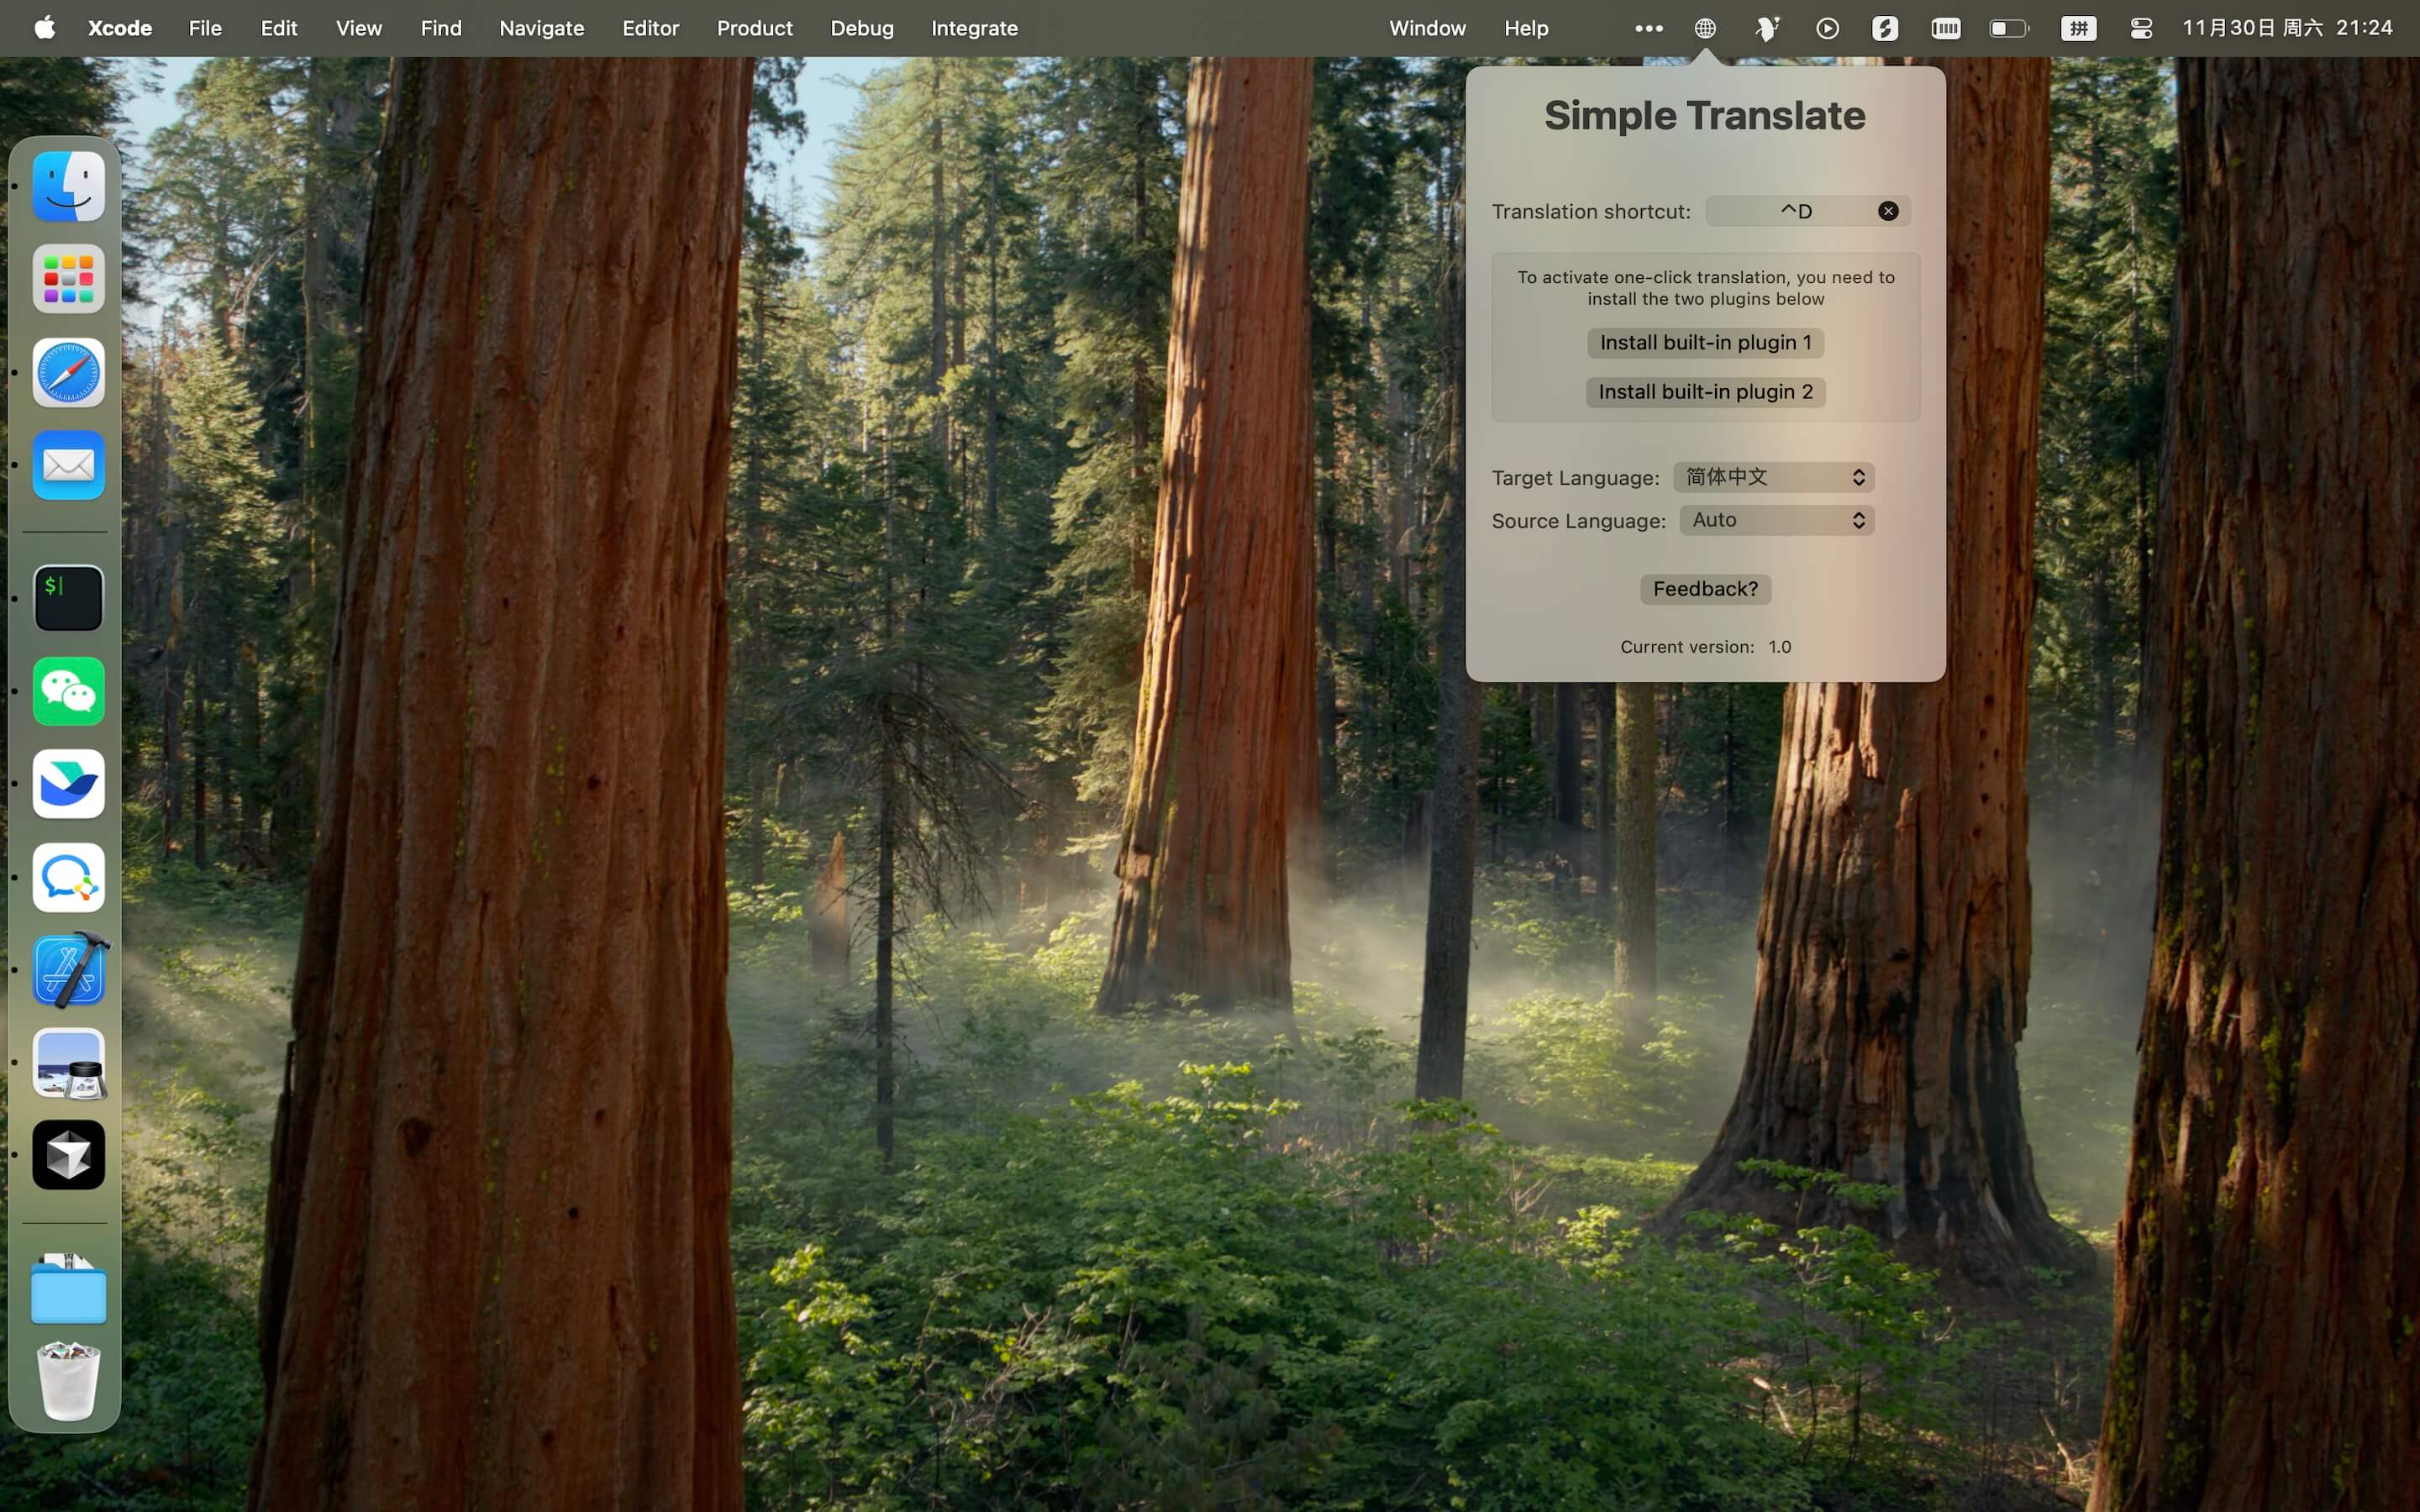 Xcode File Edit View Find Navigate Editor Product Debug Integrate Window Help 拼 11月30日 周六 21:24
Simple Translate
Translation shortcut: ^D
To activate one-click translation, you need to
install the two plugins below
Install built-in plugin 1
Install built-in plugin 2
Target Language: 简体中文
Source Language: Auto
Feedback?
Current version: 1.0
$